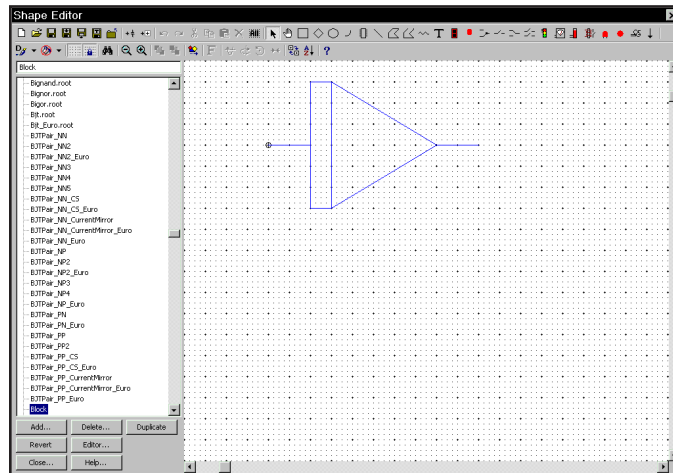 Shape Editor
T
F
?
Block
Bignand.root
Bignor.root
Bigor.root
Bjt.root
Bjt_Euro.root
BJTPair_NN
BJTPair_NN2
BJTPair_NN2_Euro
BJTPair_NN3
BJTPair_NN4
BJTPair_NN5
BJTPair_NN_CS
BJTPair_NN_CS_Euro
BJTPair_NN_CurrentMirror
BJTPair_NN_CurrentMirror_Euro
BJTPair_NN_Euro
BJTPair_NP
BJTPair_NP2
BJTPair_NP2_Euro
BJTPair_NP3
BJTPair_NP4
BJTPair_NP_Euro
BJTPair_PN
BJTPair_PN_Euro
BJTPair_PP
BJTPair_PP2
BJTPair_PP_CS
BJTPair_PP_CS_Euro
BJTPair_PP_CurrentMirror
BJTPair_PP_CurrentMirror_Euro
BJTPair_PP_Euro
Block
Add... Delete... Duplicate
Revert Editor...
Close... Help...